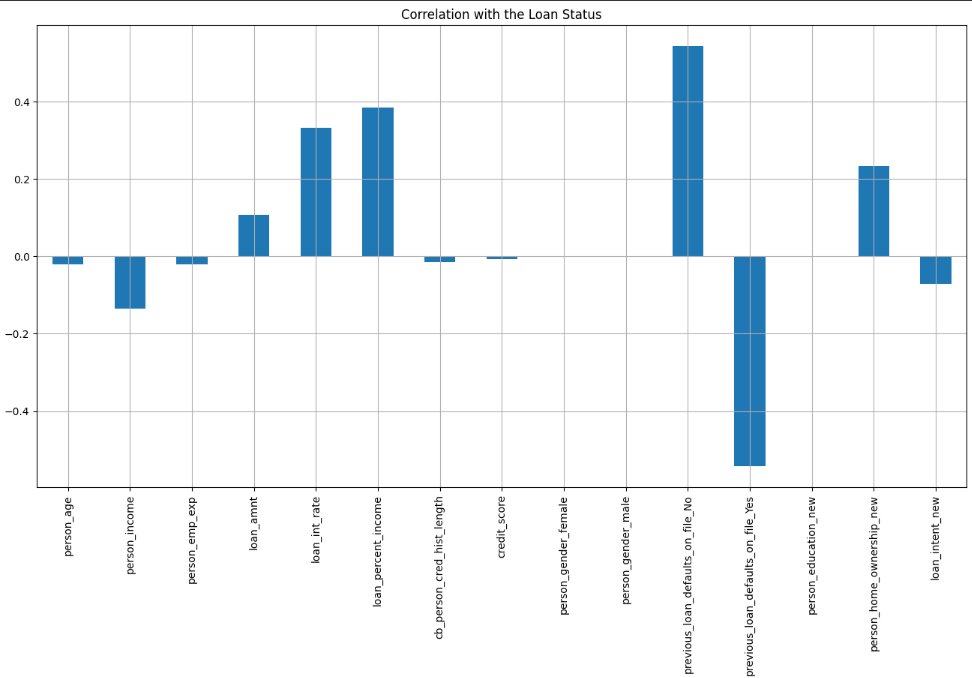 Correlation with the Loan Status
0.4
0.2
0.0
−0.2
−0.4
person_age
person_income
person_emp_exp
loan_amnt
loan_int_rate
loan_percent_income
cb_person_cred_hist_length
credit_score
person_gender_female
person_gender_male
previous_loan_defaults_on_file_No
previous_loan_defaults_on_file_Yes
person_education_new
person_home_ownership_new
loan_intent_new